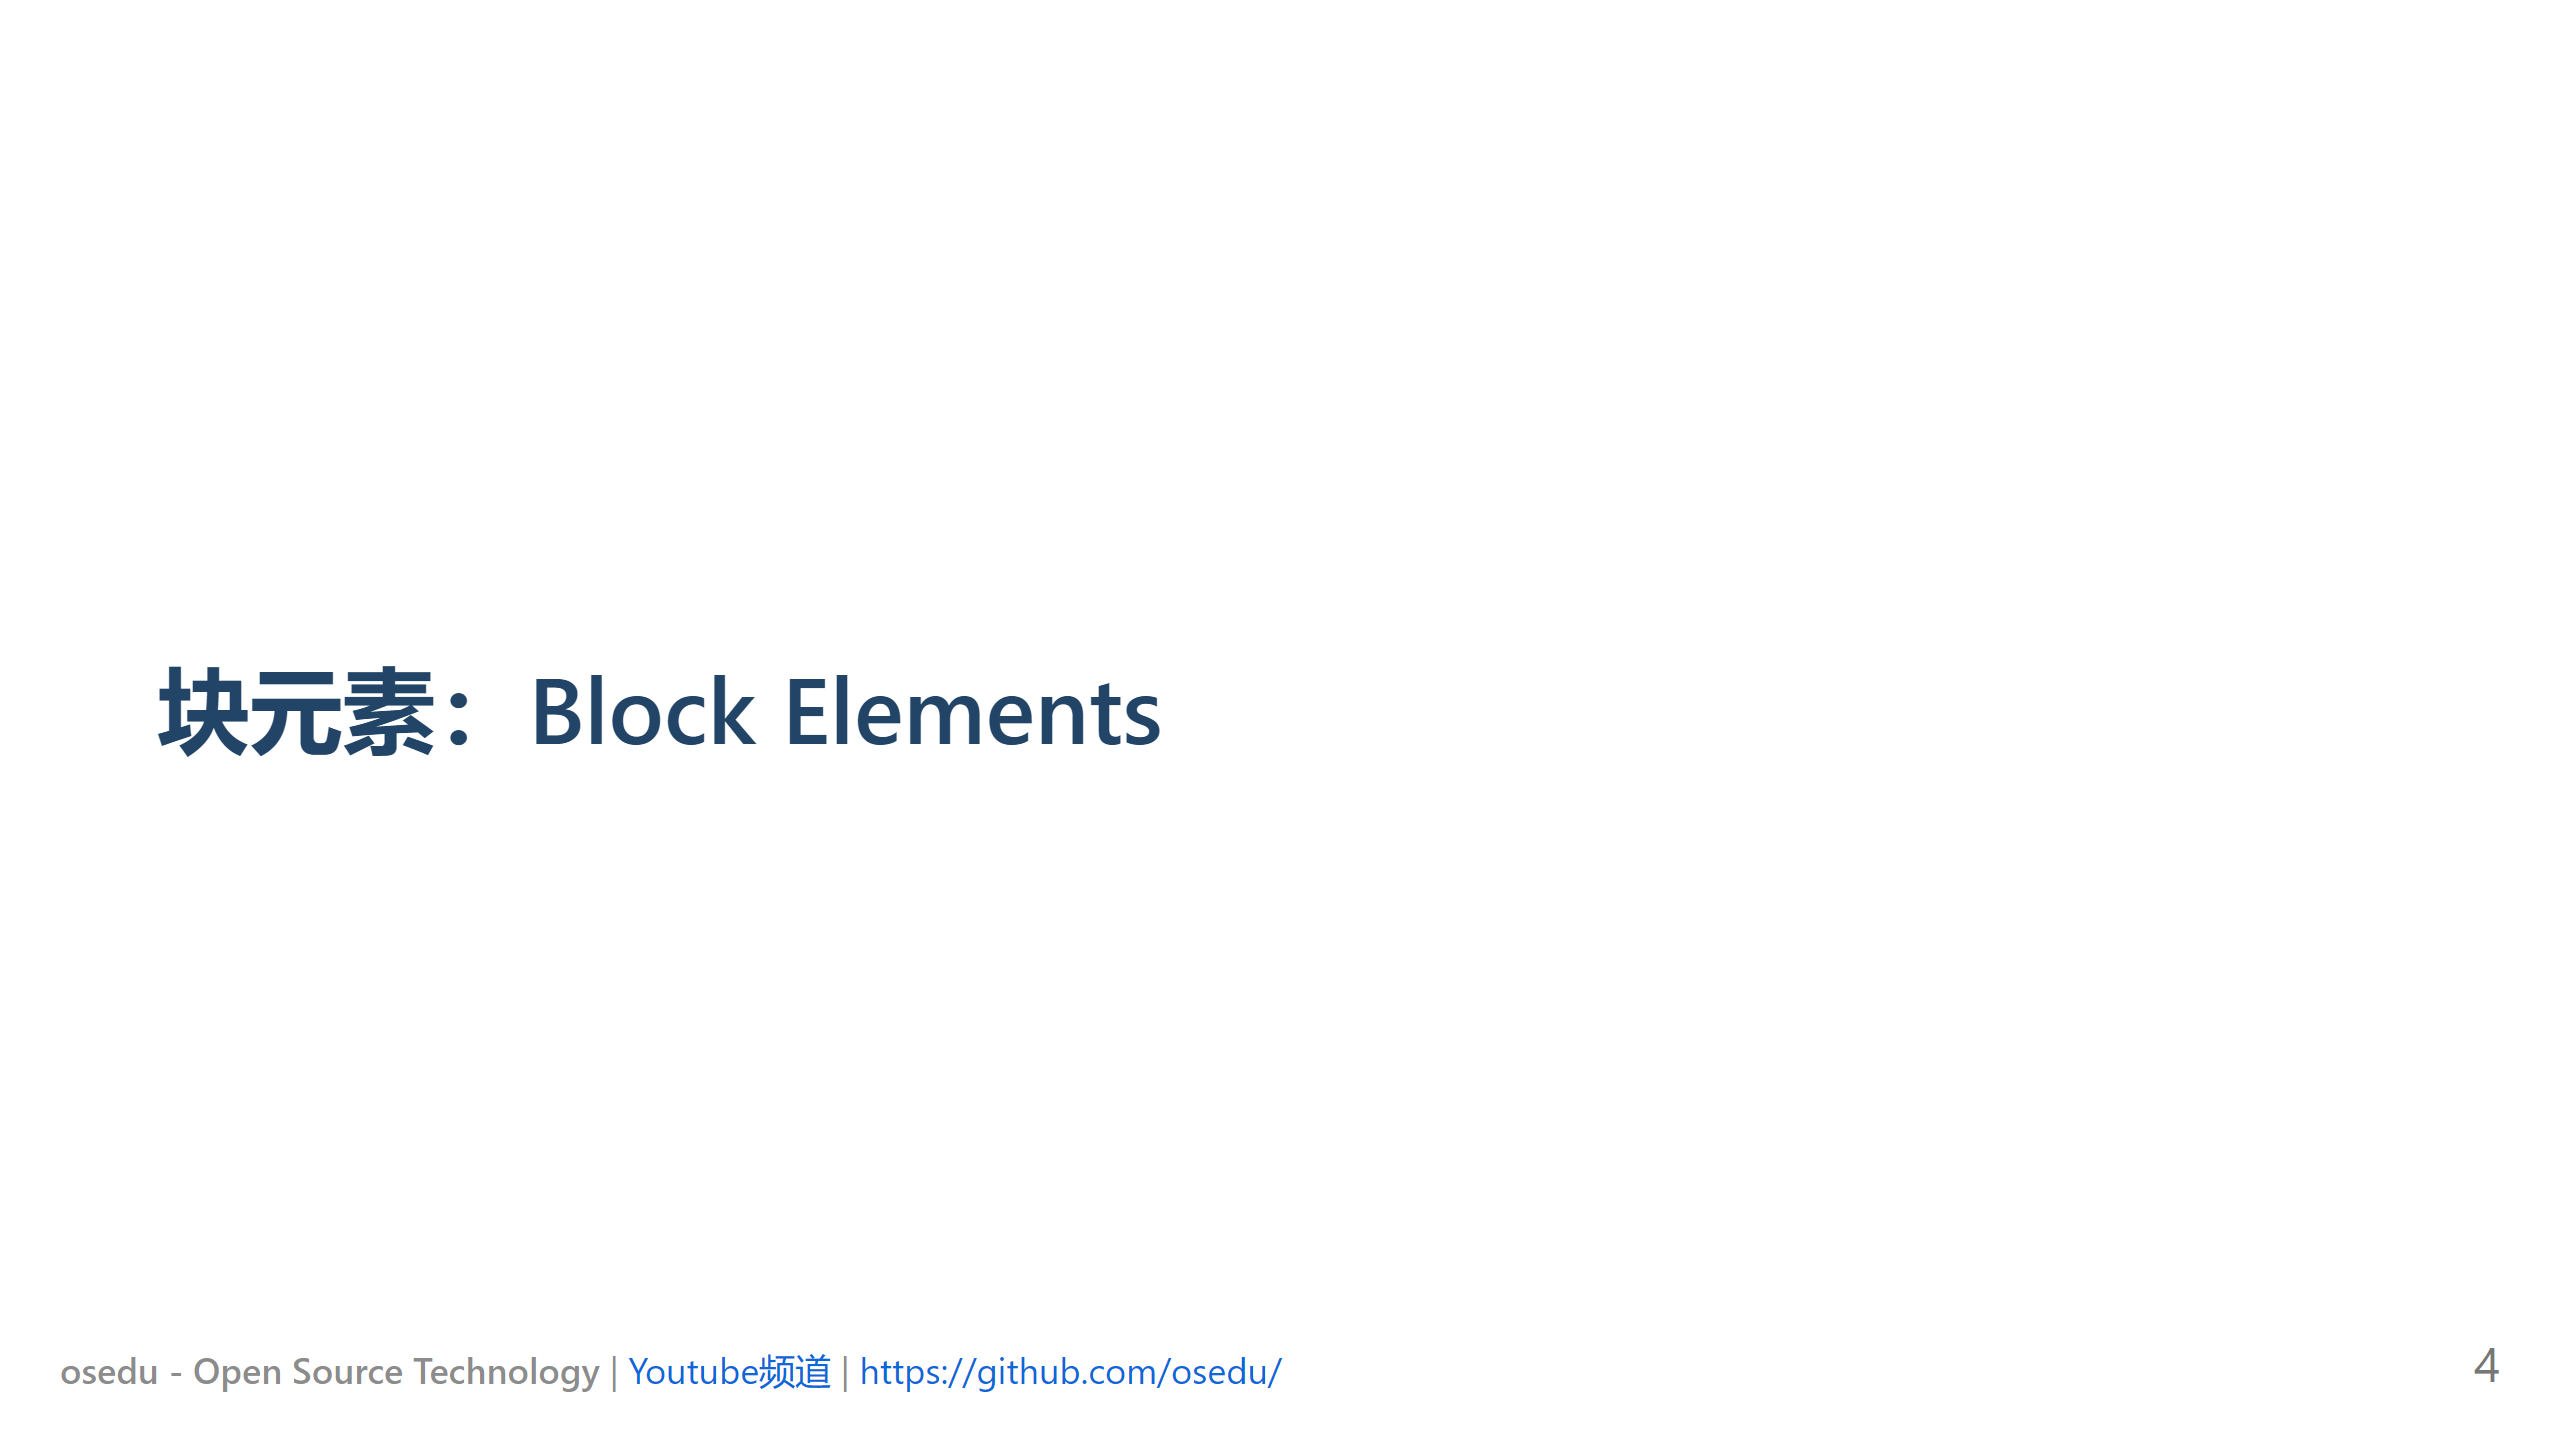 块元素：Block Elements
osedu - Open Source Technology | Youtube频道 | https://github.com/osedu/
4